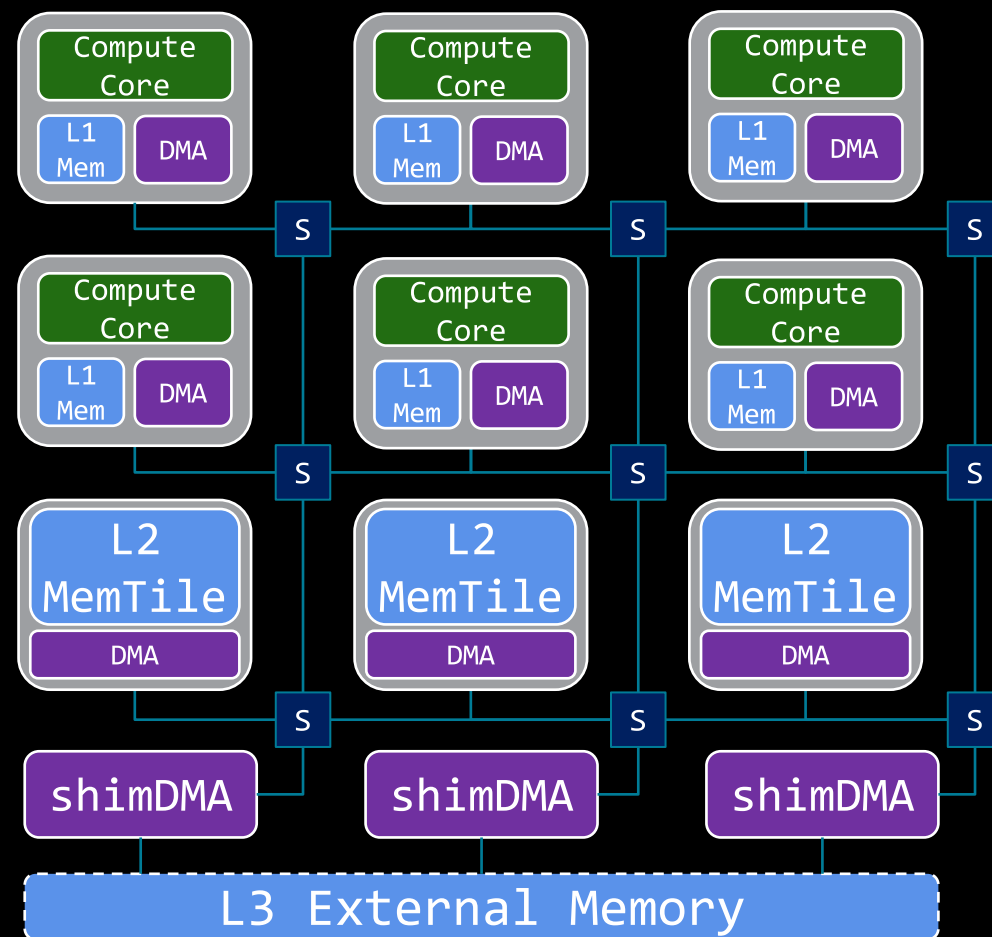 Compute
Core
L1
Mem
DMA
Compute
Core
L1
Mem
DMA
Compute
Core
L1
Mem
DMA
S
S
S
Compute
Core
L1
Mem
DMA
Compute
Core
L1
Mem
DMA
Compute
Core
L1
Mem
DMA
S
S
S
L2
MemTile
DMA
L2
MemTile
DMA
L2
MemTile
DMA
S
S
S
shimDMA
shimDMA
shimDMA
L3 External Memory